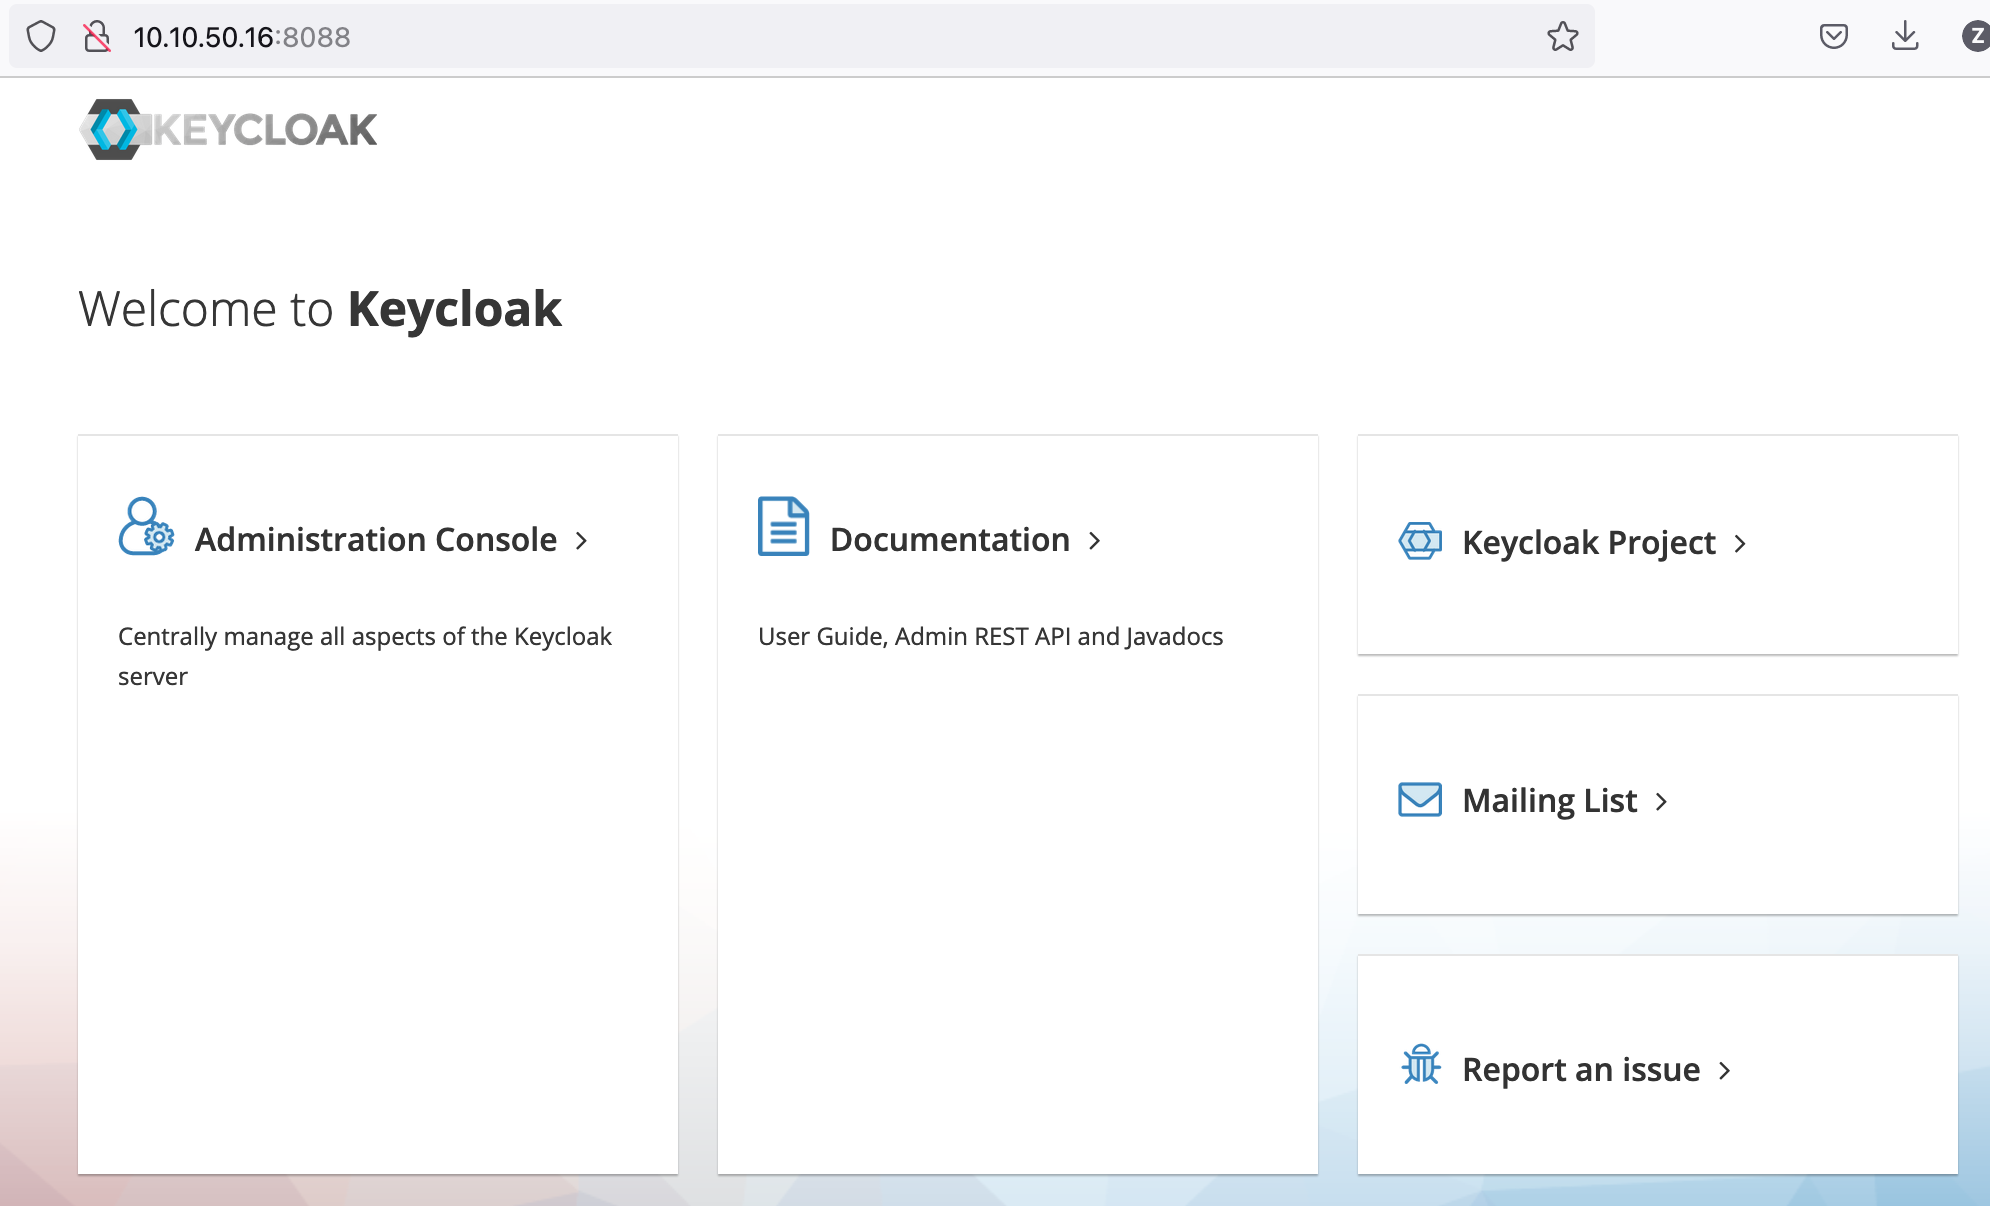 10.10.50.16:8088
Z
KEYCLOAK
Welcome to Keycloak
Administration Console
Centrally manage all aspects of the Keycloak
server
Documentation
User Guide, Admin REST API and Javadocs
Keycloak Project
Mailing List
Report an issue